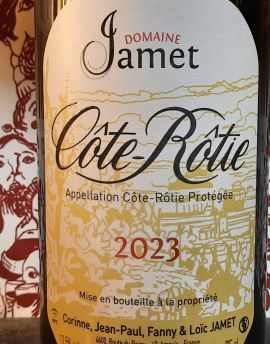 DOMAINE
Jamet
Côte-Rôtie
Appellation Côte-Rôtie Protégée
2023
Mise en bouteille à la propriété
Corinne, Jean-Paul, Fanny & Loïc JAMET
France